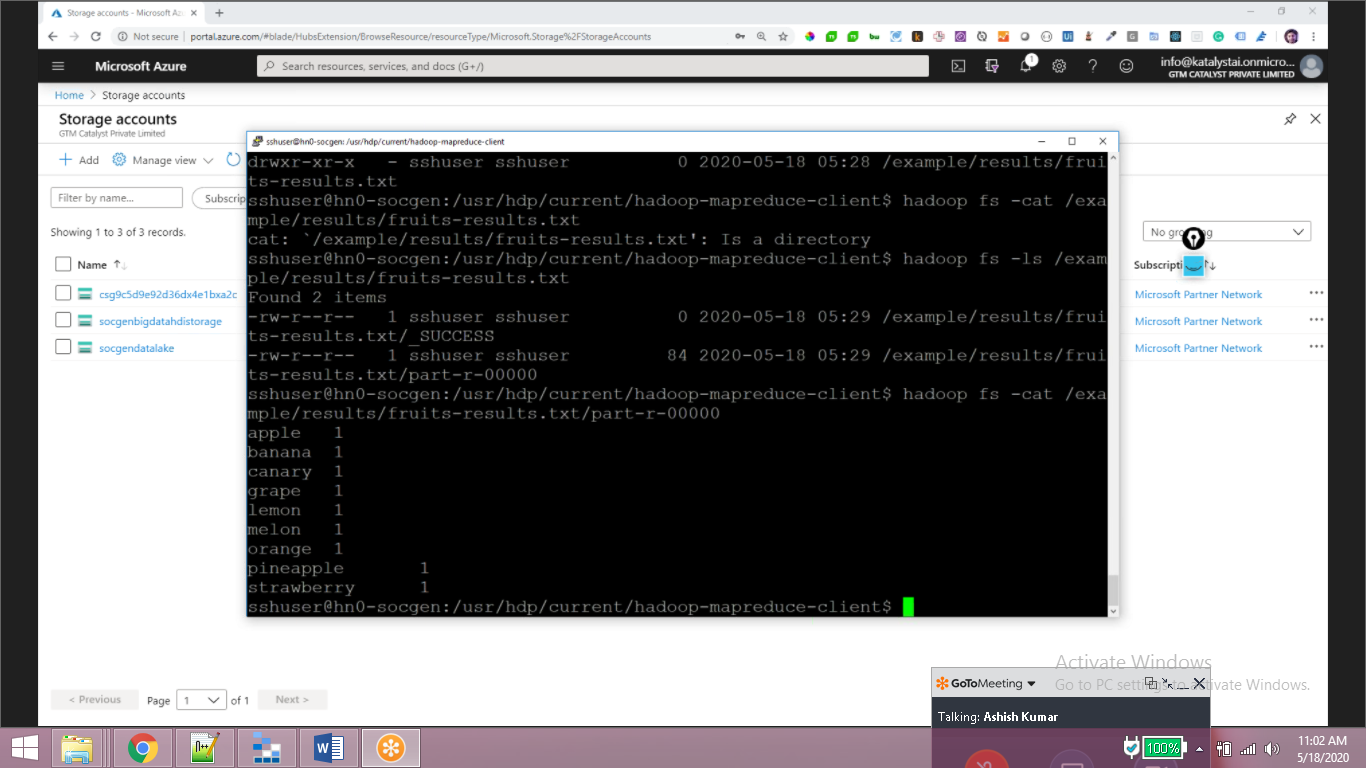 Storage accounts - Microsoft Az
Not secure | portal.azure.com/#blade/HubsExtension/BrowseResource/resourceType/Microsoft.Storage%2FStorageAccounts
Microsoft Azure
Search resources, services, and docs (G+/)
1
info@katalystai.onmicro...
GTM CATALYST PRIVATE LIMITED
Home > Storage accounts
Storage accounts
GTM Catalyst Private Limited
+ Add
Manage view
Filter by name...
Subscrip
Showing 1 to 3 of 3 records.
No gro
Name
Subscripti
csg9c5d9e92d36dx4e1bxa2c
Microsoft Partner Network
socgenbigdatahdistorage
Microsoft Partner Network
socgendatalake
Microsoft Partner Network
sshuser@hn0-socgen: /usr/hdp/current/hadoop-mapreduce-client
drwxr-xr-x   - sshuser sshuser          0 2020-05-18 05:28 /example/results/frui
ts-results.txt
sshuser@hn0-socgen:/usr/hdp/current/hadoop-mapreduce-client$ hadoop fs -cat /exa
mple/results/fruits-results.txt
cat: `/example/results/fruits-results.txt': Is a directory
sshuser@hn0-socgen:/usr/hdp/current/hadoop-mapreduce-client$ hadoop fs -ls /exam
ple/results/fruits-results.txt
Found 2 items
-rw-r--r--   1 sshuser sshuser          0 2020-05-18 05:29 /example/results/frui
ts-results.txt/_SUCCESS
-rw-r--r--   1 sshuser sshuser         84 2020-05-18 05:29 /example/results/frui
ts-results.txt/part-r-00000
sshuser@hn0-socgen:/usr/hdp/current/hadoop-mapreduce-client$ hadoop fs -cat /exa
mple/results/fruits-results.txt/part-r-00000
apple   1
banana  1
canary  1
grape   1
lemon   1
melon   1
orange  1
pineapple       1
strawberry      1
sshuser@hn0-socgen:/usr/hdp/current/hadoop-mapreduce-client$
< Previous
Page 1 of 1
Next >
Activate Windows
Go to PC settings to activate Windows.
GoToMeeting
Talking: Ashish Kumar
100%
11:02 AM
5/18/2020